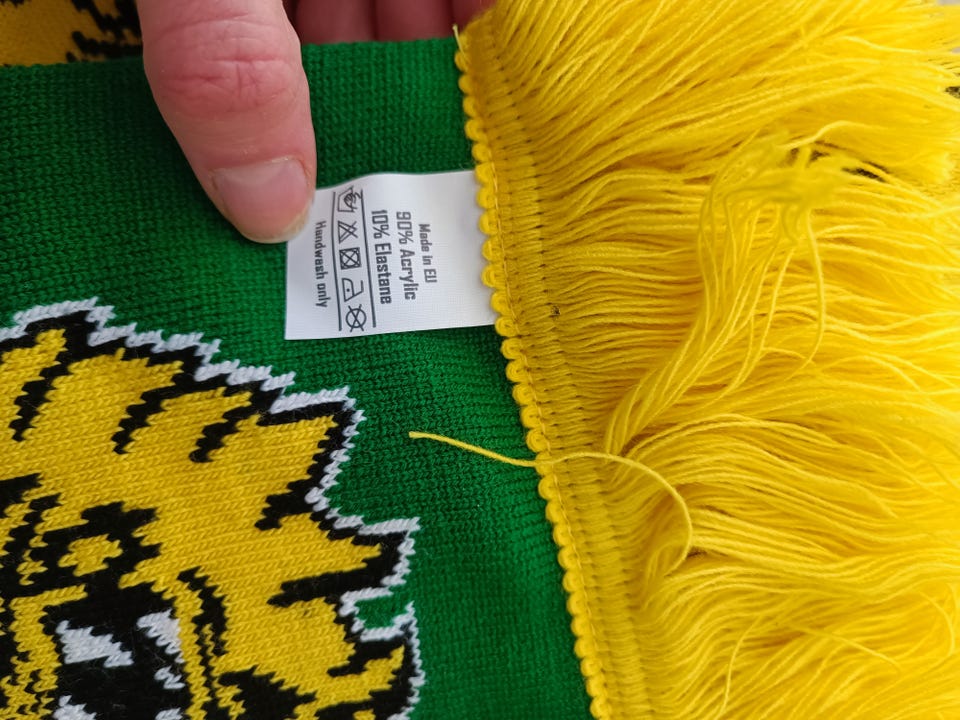 Made in EU
90% Acrylic
10% Elastane
Handwash only